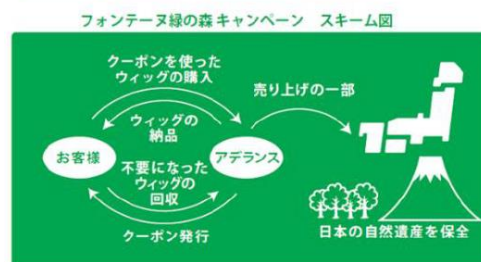 フォンテーヌ緑の森 キャンペーン　スキーム図
クーポンを使った
ウィッグの購入
売り上げの一部
ウィッグの
納品
お客様
アデランス
不要になった
ウィッグの
回収
クーポン発行
日本の自然遺産を保全